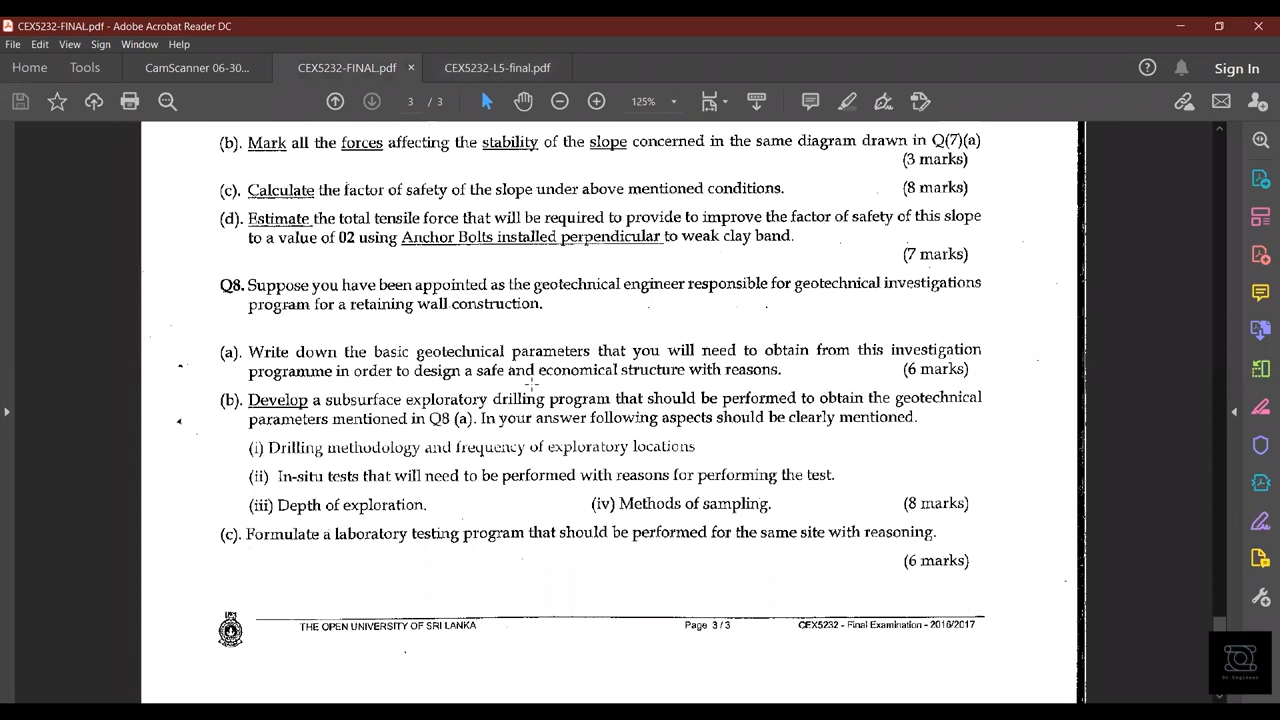 CEX5232-FINAL.pdf - Adobe Acrobat Reader DC
File Edit View Sign Window Help
Home Tools CamScanner 06-30... CEX5232-FINAL.pdf × CEX5232-L5-final.pdf Sign In
3 / 3 125%
(b). Mark all the forces affecting the stability of the slope concerned in the same diagram drawn in Q(7)(a)
(3 marks)
(c). Calculate the factor of safety of the slope under above mentioned conditions. (8 marks)
(d). Estimate the total tensile force that will be required to provide to improve the factor of safety of this slope
to a value of 02 using Anchor Bolts installed perpendicular to weak clay band.
(7 marks)
Q8. Suppose you have been appointed as the geotechnical engineer responsible for geotechnical investigations
program for a retaining wall construction.
(a). Write down the basic geotechnical parameters that you will need to obtain from this investigation
programme in order to design a safe and economical structure with reasons. (6 marks)
(b). Develop a subsurface exploratory drilling program that should be performed to obtain the geotechnical
parameters mentioned in Q8 (a). In your answer following aspects should be clearly mentioned.
(i) Drilling methodology and frequency of exploratory locations
(ii) In-situ tests that will need to be performed with reasons for performing the test.
(iii) Depth of exploration. (iv) Methods of sampling. (8 marks)
(c). Formulate a laboratory testing program that should be performed for the same site with reasoning.
(6 marks)
THE OPEN UNIVERSITY OF SRI LANKA Page 3/3 CEX5232 - Final Examination - 2016/2017
Dr.Engineer